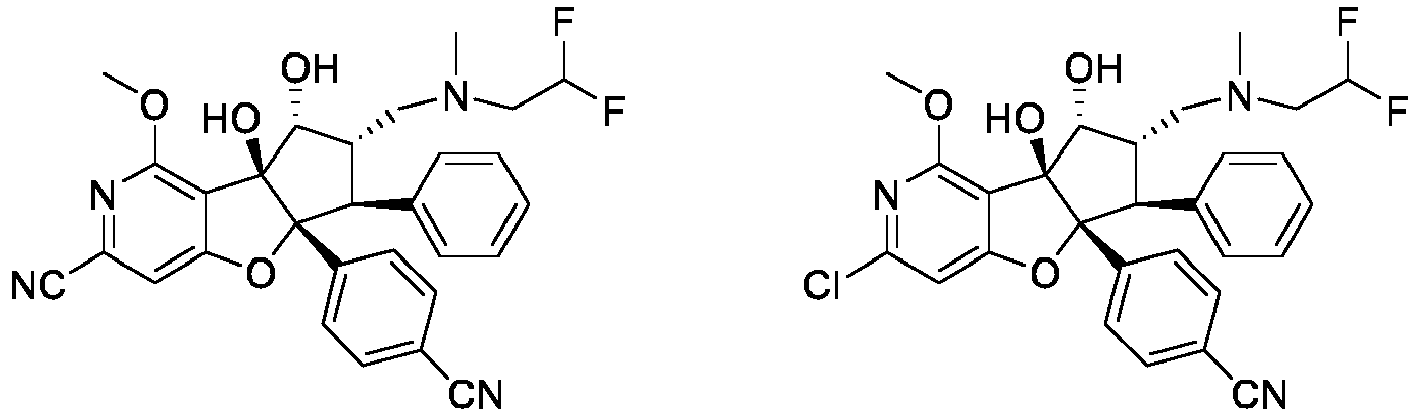 F F
OH OH
O HO N F O HO N F
N N
NC O Cl O
CN CN